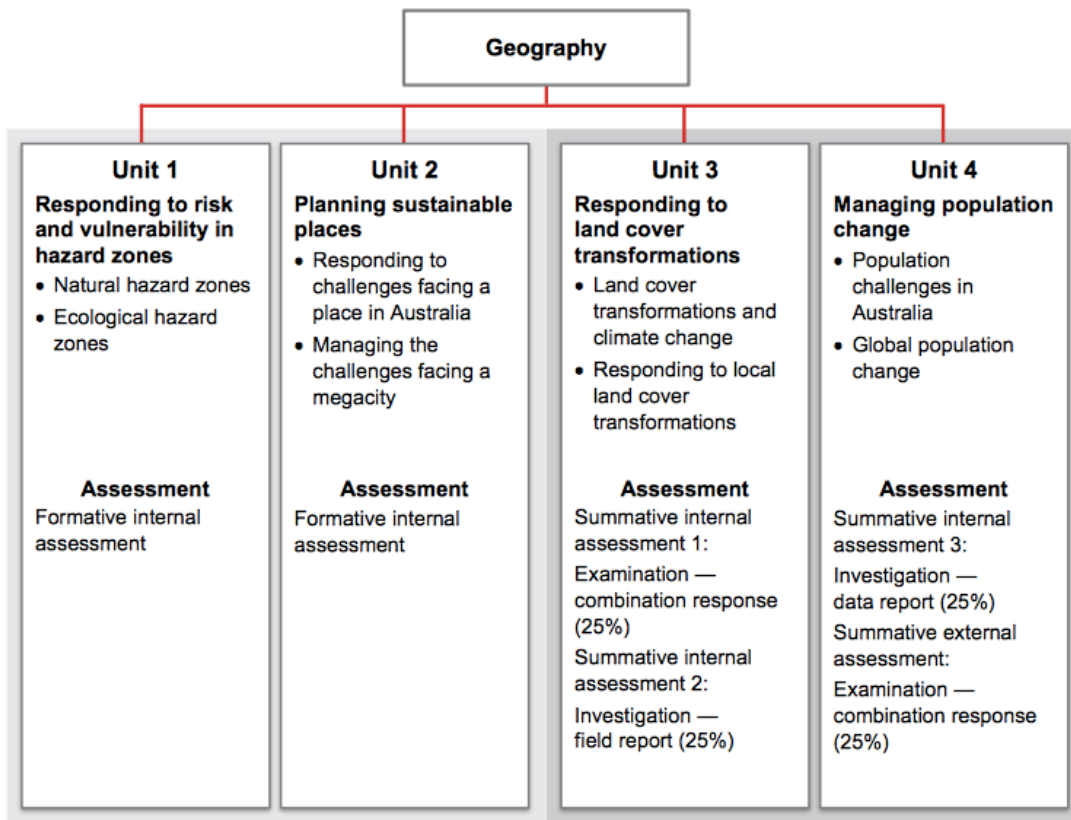 Geography
Unit 1
Responding to risk
and vulnerability in
hazard zones
• Natural hazard zones
• Ecological hazard
zones
Assessment
Formative internal
assessment
Unit 2
Planning sustainable
places
• Responding to
challenges facing a
place in Australia
• Managing the
challenges facing a
megacity
Assessment
Formative internal
assessment
Unit 3
Responding to
land cover
transformations
• Land cover
transformations and
climate change
• Responding to local
land cover
transformations
Assessment
Summative internal
assessment 1:
Examination —
combination response
(25%)
Summative internal
assessment 2:
Investigation —
field report (25%)
Unit 4
Managing population
change
• Population
challenges in
Australia
• Global population
change
Assessment
Summative internal
assessment 3:
Investigation —
data report (25%)
Summative external
assessment:
Examination —
combination response
(25%)